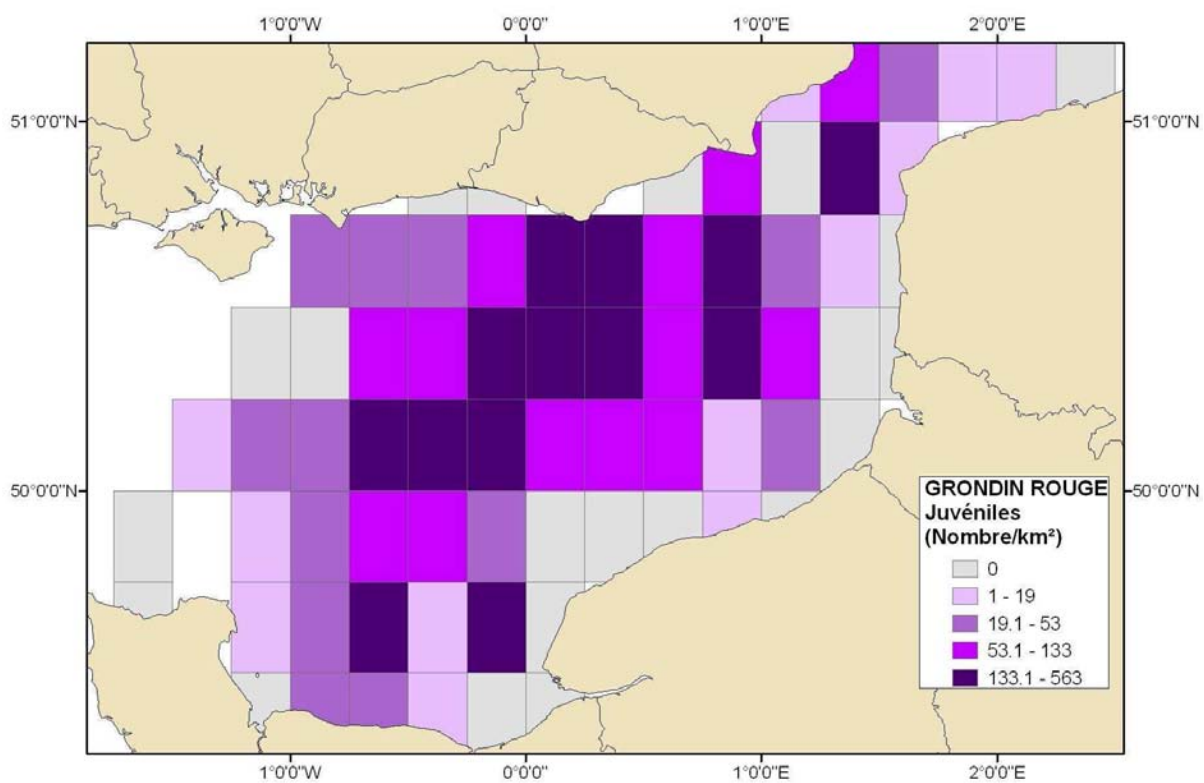 1°0'0"W 0°0'0" 1°0'0"E 2°0'0"E
51°0'0"N 51°0'0"N
50°0'0"N 50°0'0"N
GRONDIN ROUGE
Juvéniles
(Nombre/km²)
0
1 - 19
19.1 - 53
53.1 - 133
133.1 - 563
1°0'0"W 0°0'0" 1°0'0"E 2°0'0"E